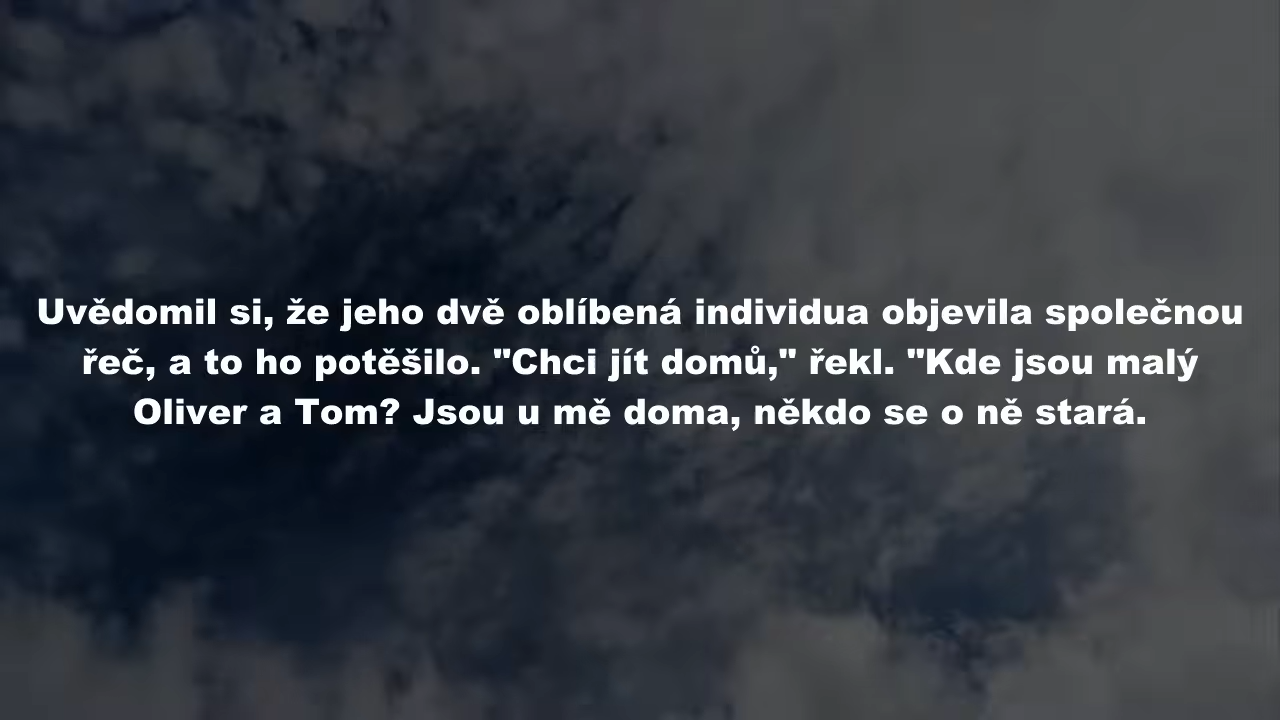 Uvědomil si, že jeho dvě oblíbená individua objevila společnou
řeč, a to ho potěšilo. "Chci jít domů," řekl. "Kde jsou malý
Oliver a Tom? Jsou u mě doma, někdo se o ně stará.